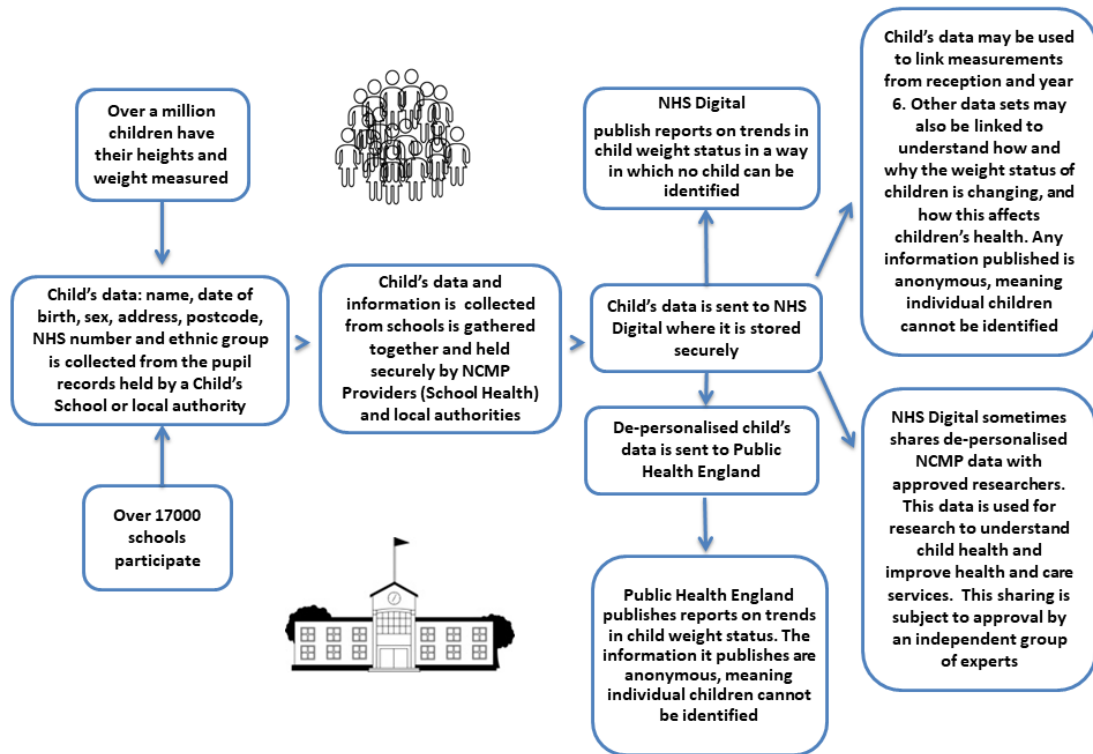 Over a million
children have
their heights and
weight measured
Child's data: name, date of
birth, sex, address, postcode,
NHS number and ethnic group
is collected from the pupil
records held by a Child's
School or local authority
Over 17000
schools
participate
Child's data and
information is  collected
from schools is gathered
together and held
securely by NCMP
Providers (School Health)
and local authorities
NHS Digital
publish reports on trends in
child weight status in a way
in which no child can be
identified
Child's data is sent to NHS
Digital where it is stored
securely
De-personalised child's
data is sent to Public
Health England
Public Health England
publishes reports on trends
in child weight status. The
information it publishes are
anonymous, meaning
individual children cannot
be identified
Child's data may be used
to link measurements
from reception and year
6. Other data sets may
also be linked to
understand how and
why the weight status of
children is changing, and
how this affects
children's health. Any
information published is
anonymous, meaning
individual children
cannot be identified
NHS Digital sometimes
shares de-personalised
NCMP data with
approved researchers.
This data is used for
research to understand
child health and
improve health and care
services.  This sharing is
subject to approval by
an independent group
of experts